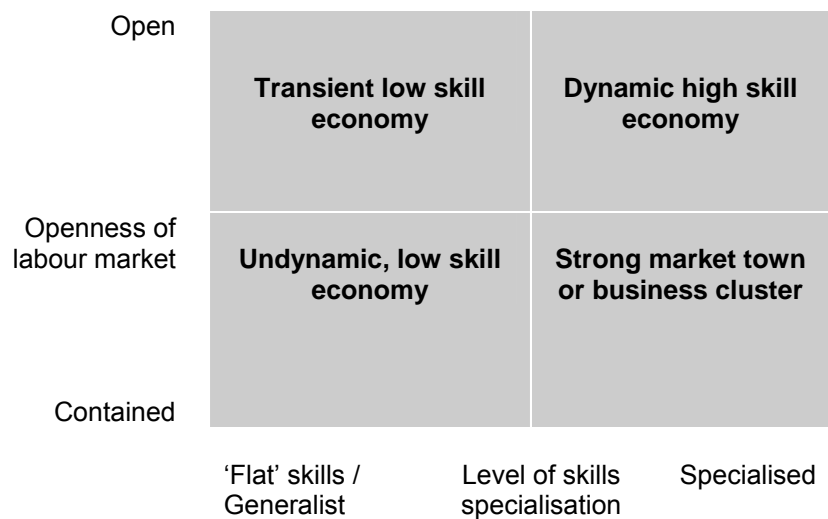 Open
Transient low skill
economy
Dynamic high skill
economy
Openness of
labour market
Undynamic, low skill
economy
Strong market town
or business cluster
Contained
‘Flat’ skills /
Generalist
Level of skills
specialisation
Specialised